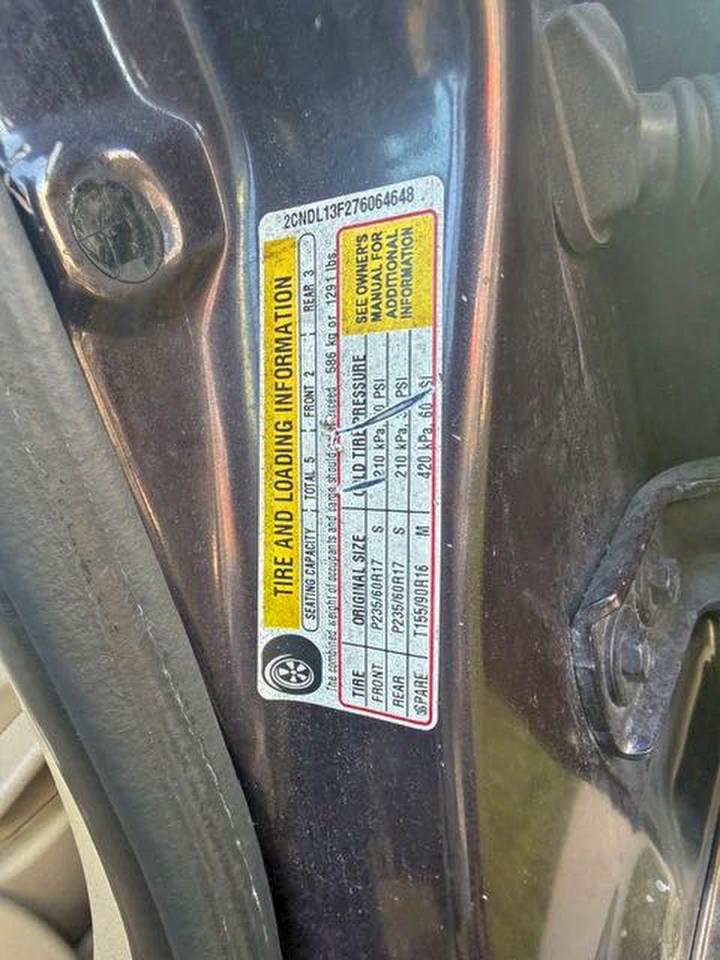 2CNDL13F276064648
TIRE AND LOADING INFORMATION
SEATING CAPACITY TOTAL 5 FRONT 2 REAR 3
The combined weight of occupants and cargo should exceed 586 kg or 1291 lbs.
TIRE ORIGINAL SIZE COLD TIRE PRESSURE
FRONT P235/60R17 S 210 kPa, PSI
REAR P235/60R17 S 210 kPa, PSI
SPARE T155/90R16 M 420 kPa, 60 PSI
SEE OWNER'S
MANUAL FOR
ADDITIONAL
INFORMATION